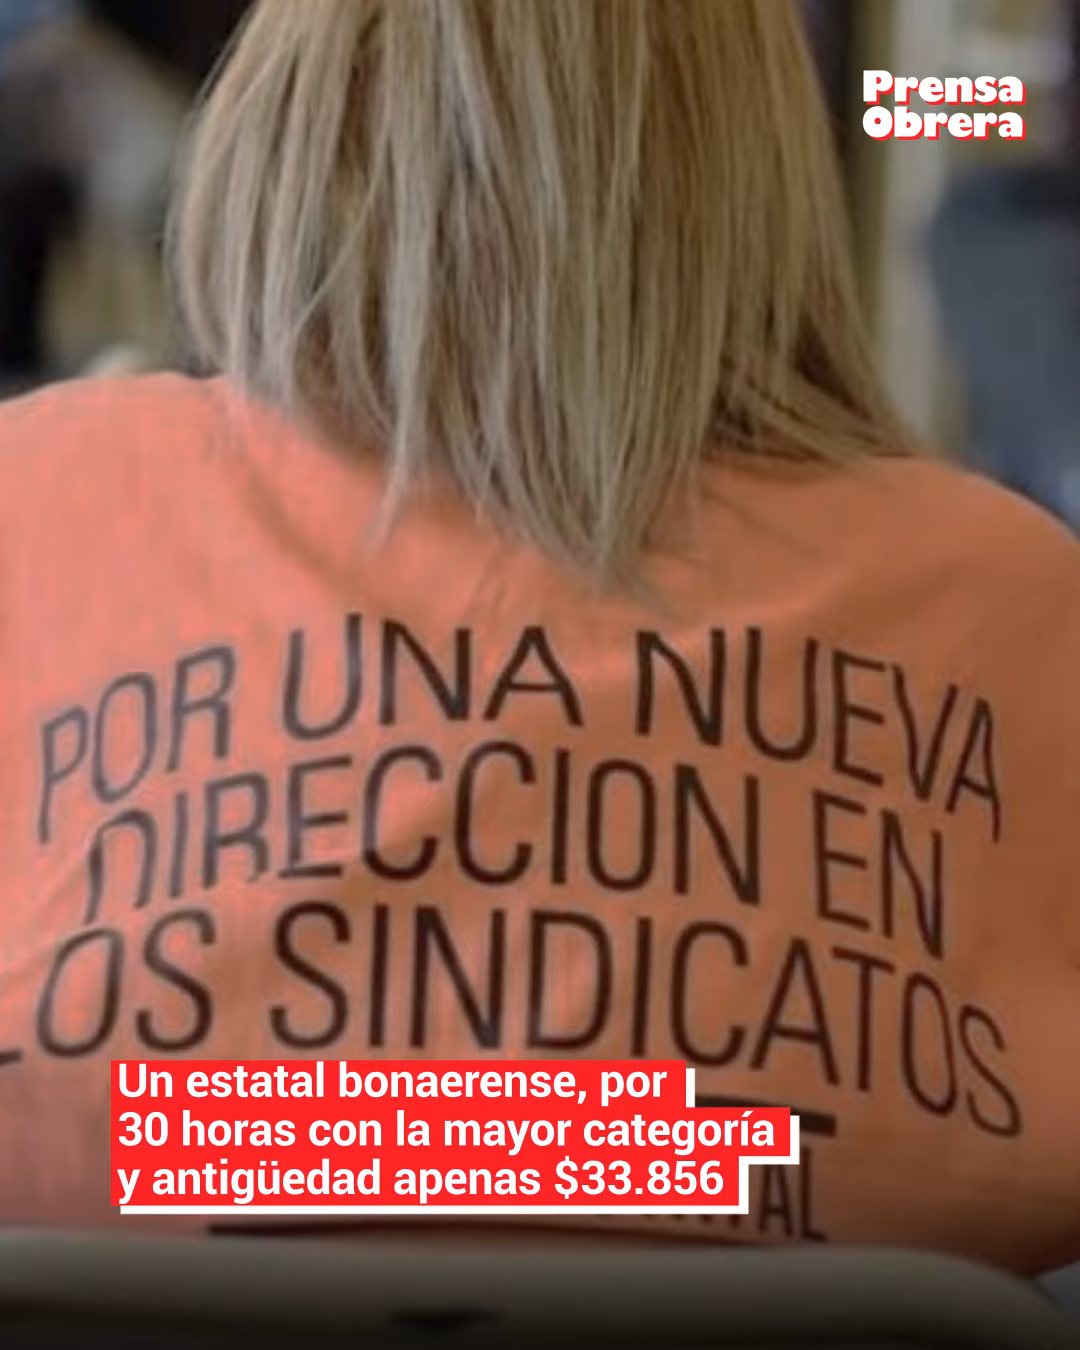 Prensa
Obrera
POR UNA NUEVA
DIRECCION EN
LOS SINDICATOS
Un estatal bonaerense, por
30 horas con la mayor categoría
y antigüedad apenas $33.856